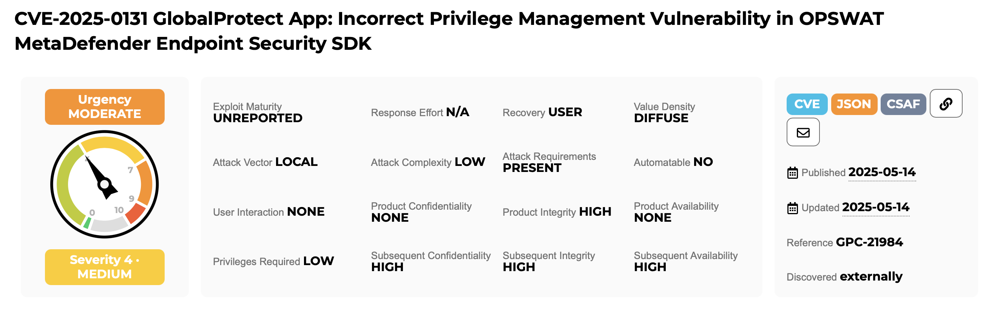 CVE-2025-0131 GlobalProtect App: Incorrect Privilege Management Vulnerability in OPSWAT
MetaDefender Endpoint Security SDK
Urgency
MODERATE
4
7
9
10
0
Severity 4 ·
MEDIUM
Exploit Maturity
UNREPORTED
Response Effort N/A
Recovery USER
Value Density
DIFFUSE
Attack Vector LOCAL
Attack Complexity LOW
Attack Requirements
PRESENT
Automatable NO
User Interaction NONE
Product Confidentiality
NONE
Product Integrity HIGH
Product Availability
NONE
Privileges Required LOW
Subsequent Confidentiality
HIGH
Subsequent Integrity
HIGH
Subsequent Availability
HIGH
CVE JSON CSAF
Published 2025-05-14
Updated 2025-05-14
Reference GPC-21984
Discovered externally